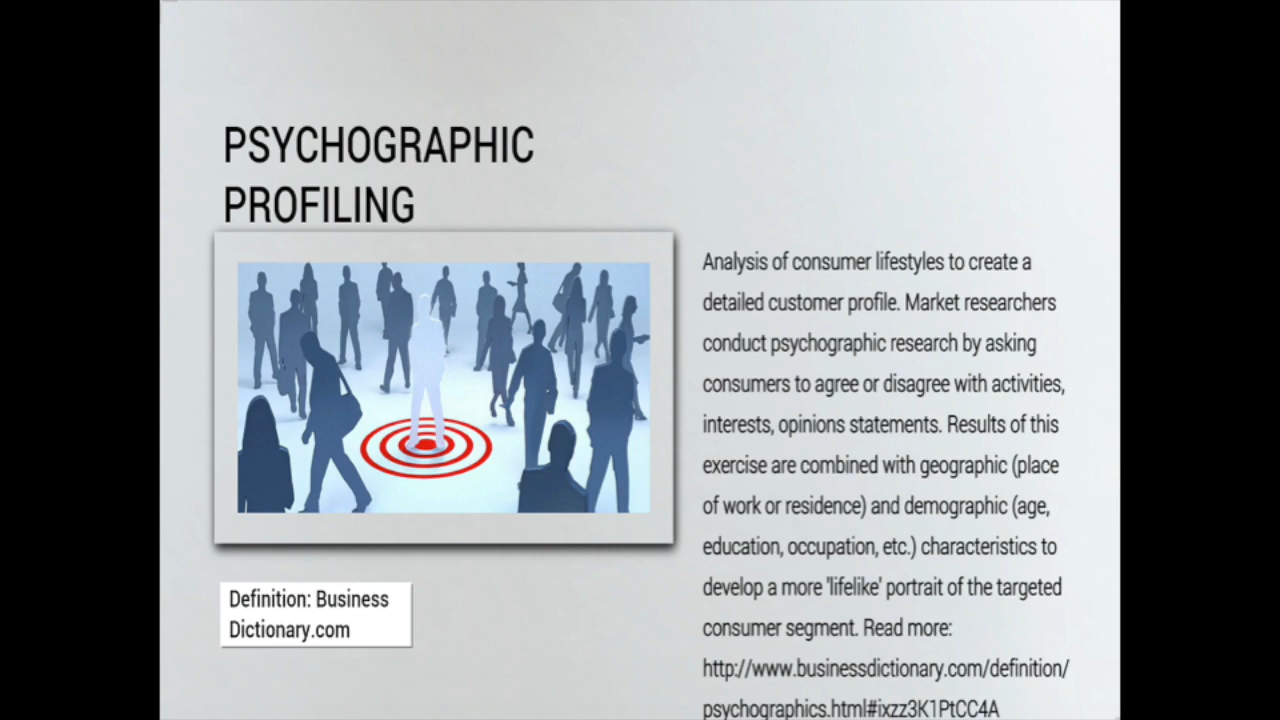 PSYCHOGRAPHIC
PROFILING
Analysis of consumer lifestyles to create a
detailed customer profile. Market researchers
conduct psychographic research by asking
consumers to agree or disagree with activities,
interests, opinions statements. Results of this
exercise are combined with geographic (place
of work or residence) and demographic (age,
education, occupation, etc.) characteristics to
develop a more 'lifelike' portrait of the targeted
consumer segment. Read more:
http://www.businessdictionary.com/definition/
psychographics.html#ixzz3K1PtCC4A
Definition: Business
Dictionary.com